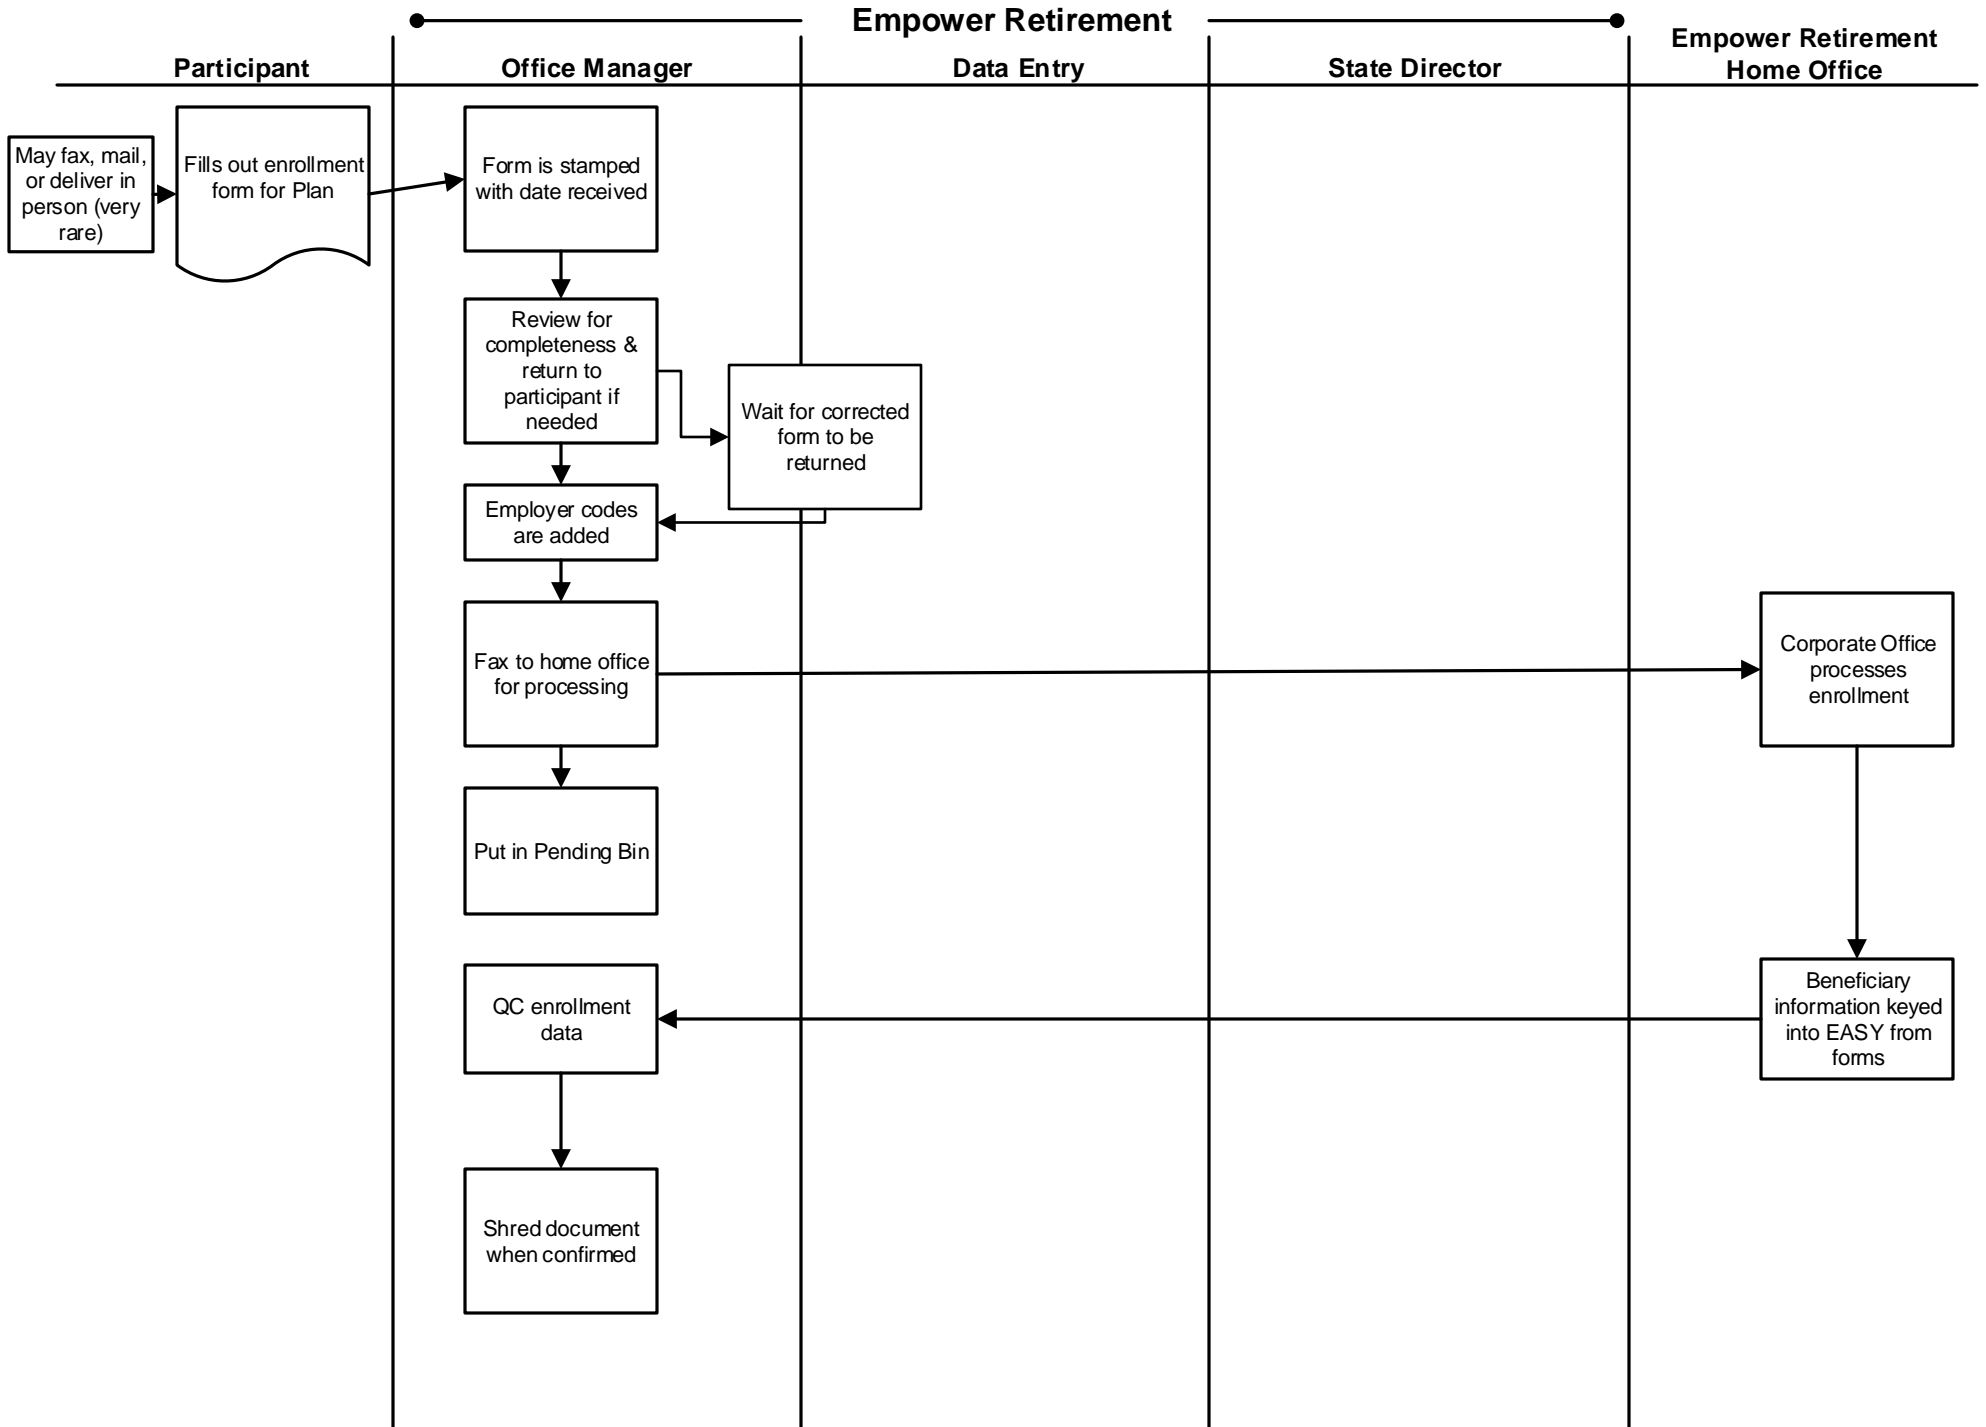 Empower Retirement
Participant
Office Manager
Data Entry
State Director
Empower Retirement
Home Office
May fax, mail,
or deliver in
person (very
rare)
Fills out enrollment
form for Plan
Form is stamped
with date received
Review for
completeness &
return to
participant if
needed
Wait for corrected
form to be
returned
Employer codes
are added
Fax to home office
for processing
Corporate Office
processes
enrollment
Put in Pending Bin
Beneficiary
information keyed
into EASY from
forms
QC enrollment
data
Shred document
when confirmed